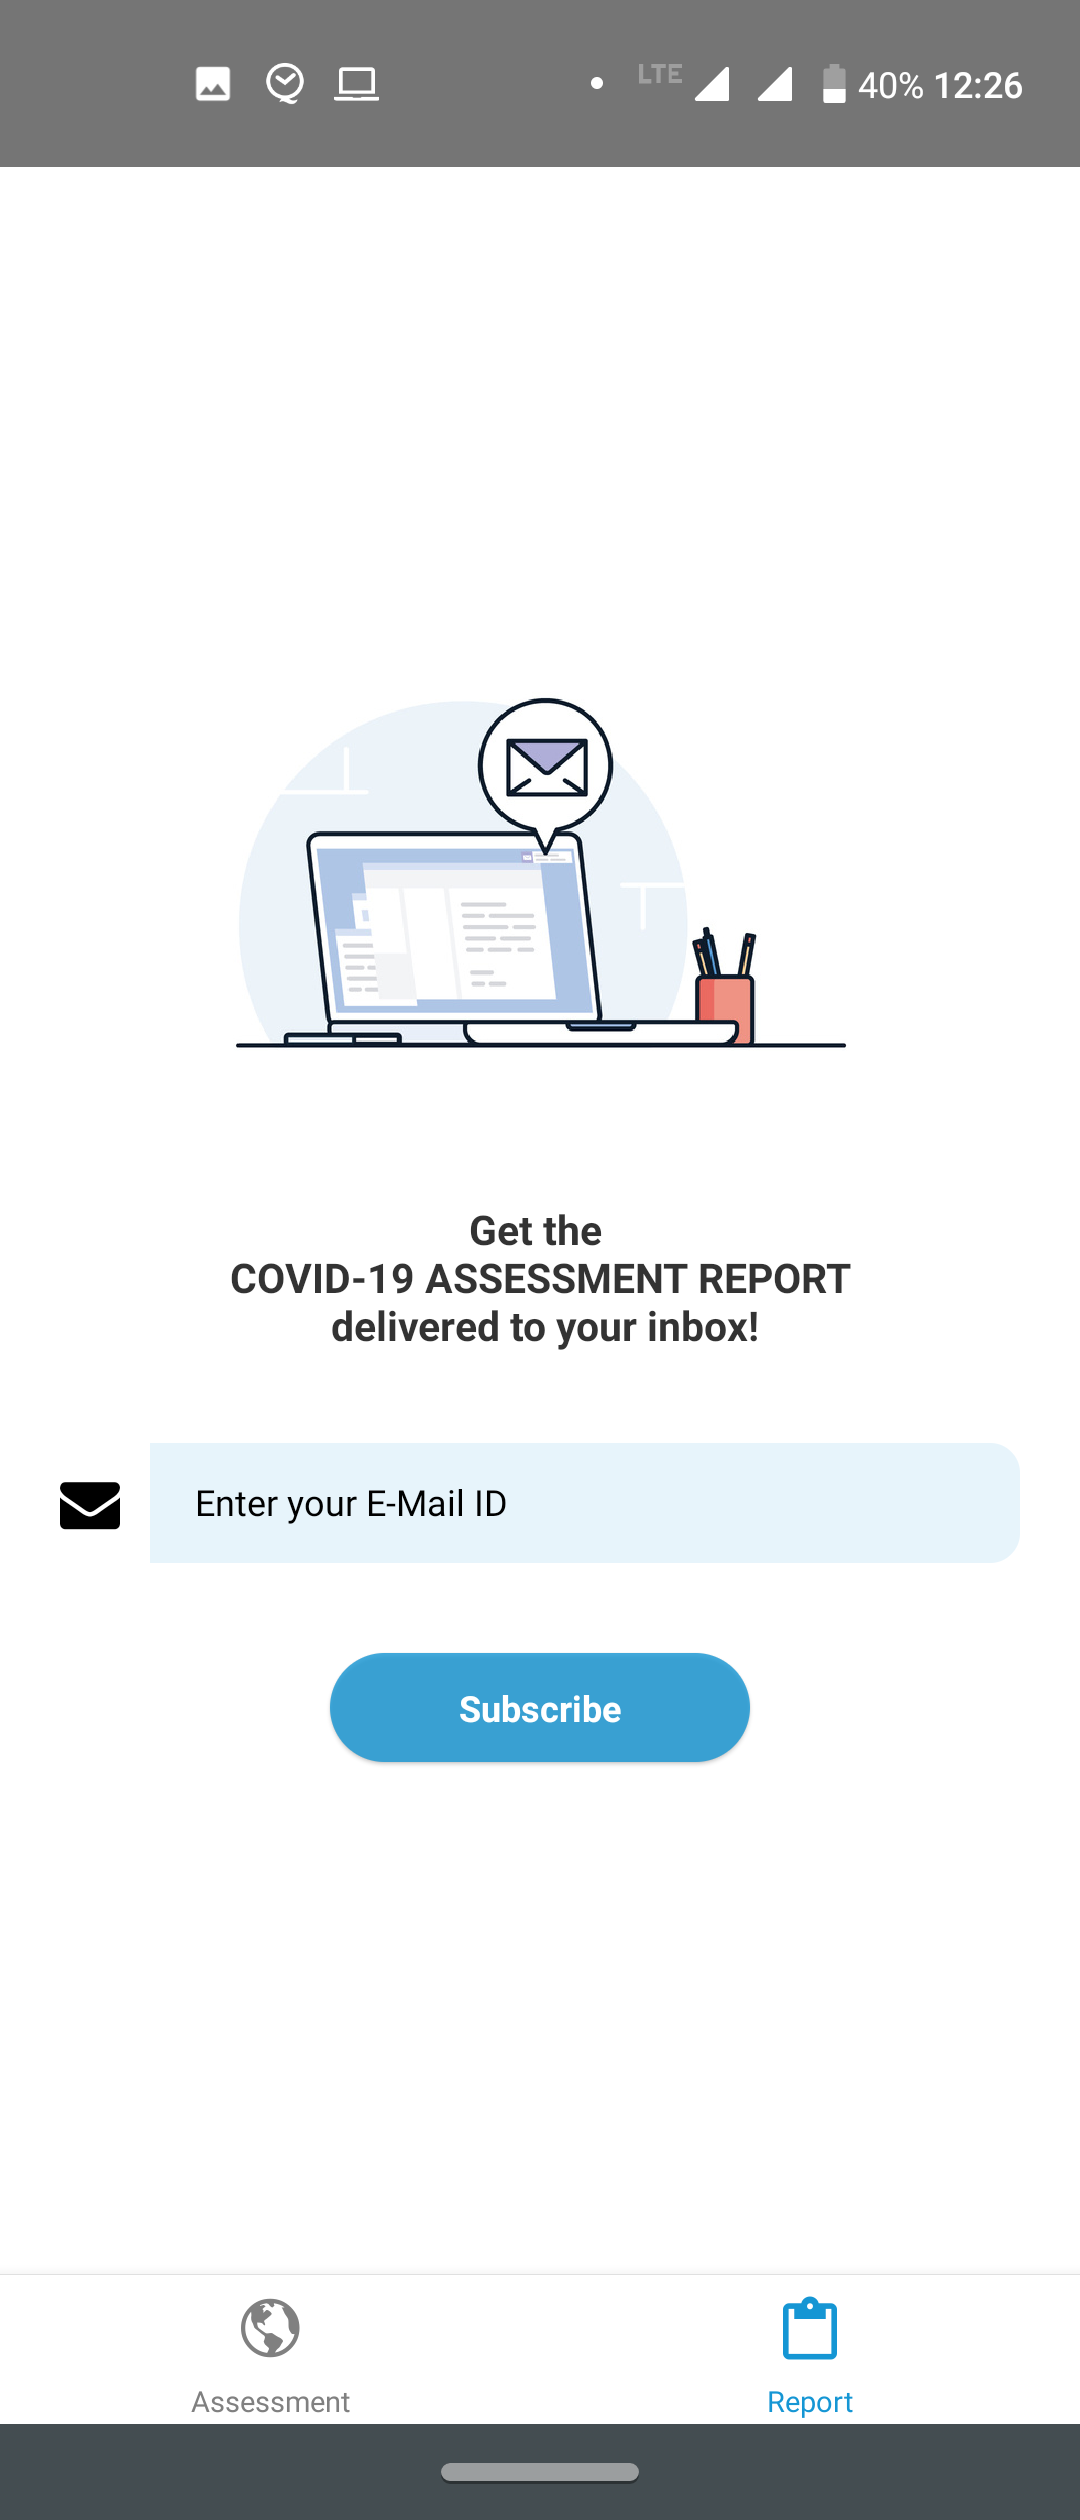 LTE 40% 12:26
Get the
COVID-19 ASSESSMENT REPORT
delivered to your inbox!
Enter your E-Mail ID
Subscribe
Assessment Report